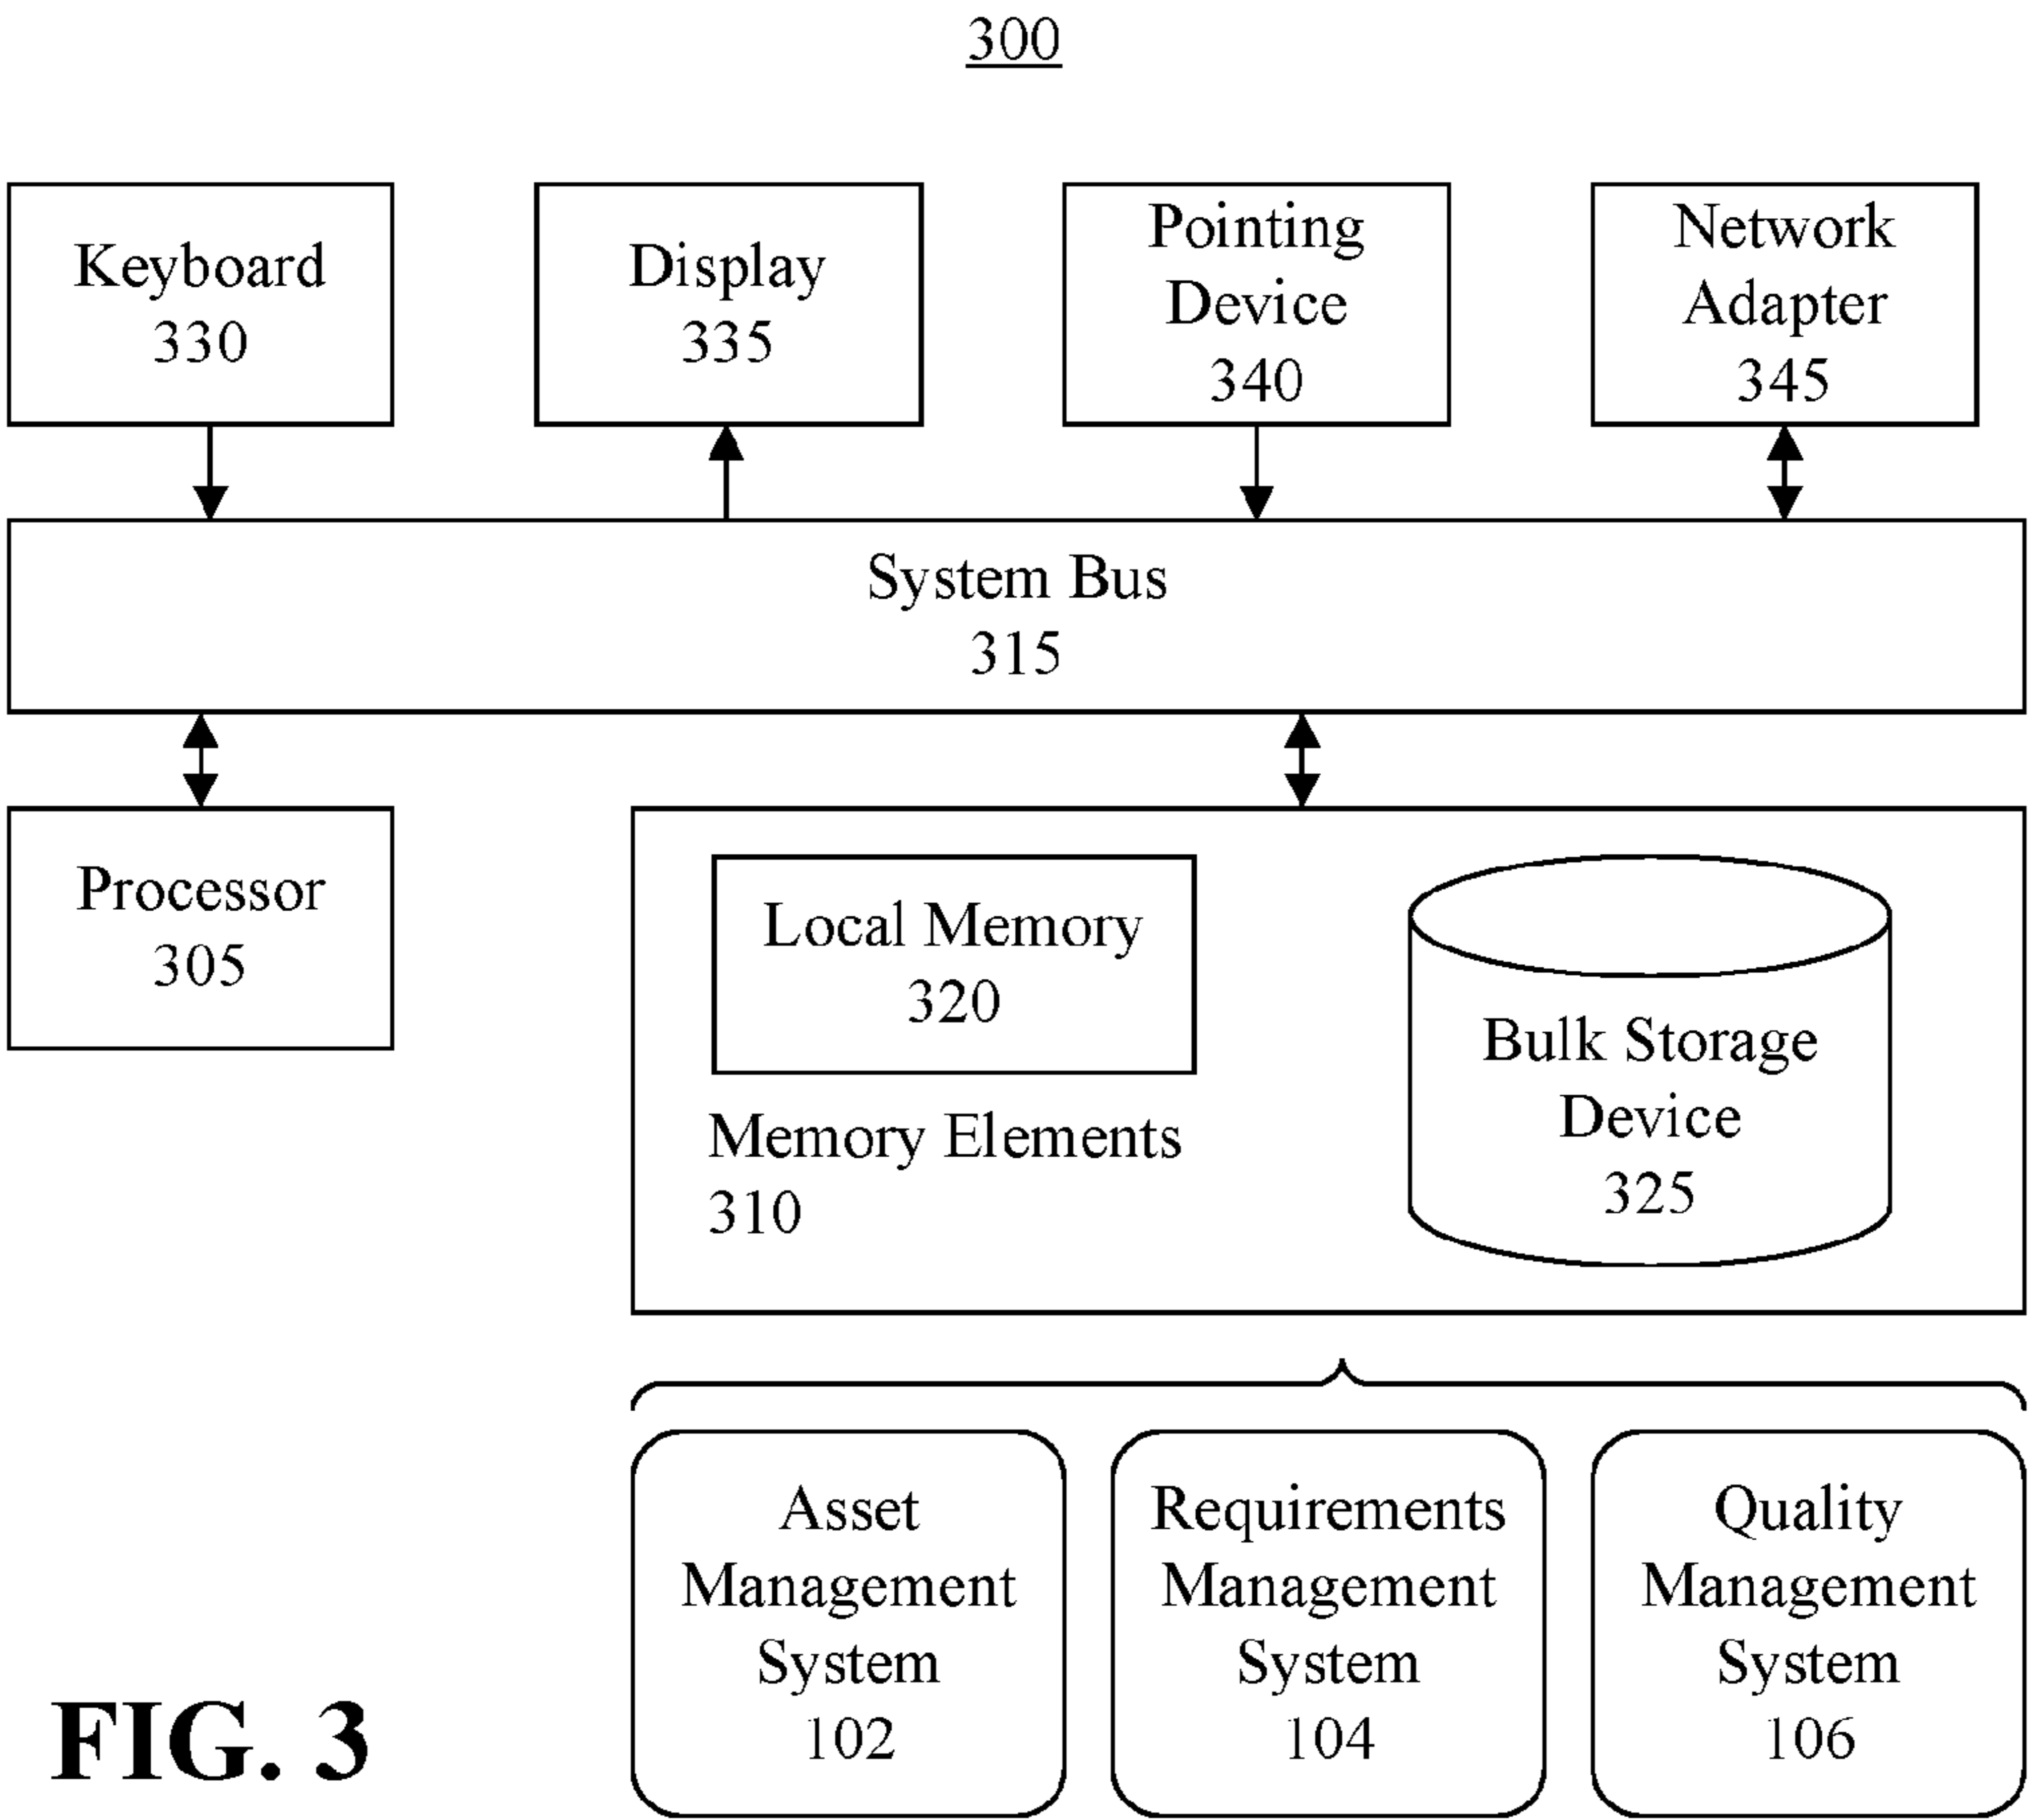 300
Keyboard
330
Display
335
Pointing
Device
340
Network
Adapter
345
System Bus
315
Processor
305
Local Memory
320
Memory Elements
310
Bulk Storage
Device
325
Asset
Management
System
102
Requirements
Management
System
104
Quality
Management
System
106
FIG. 3